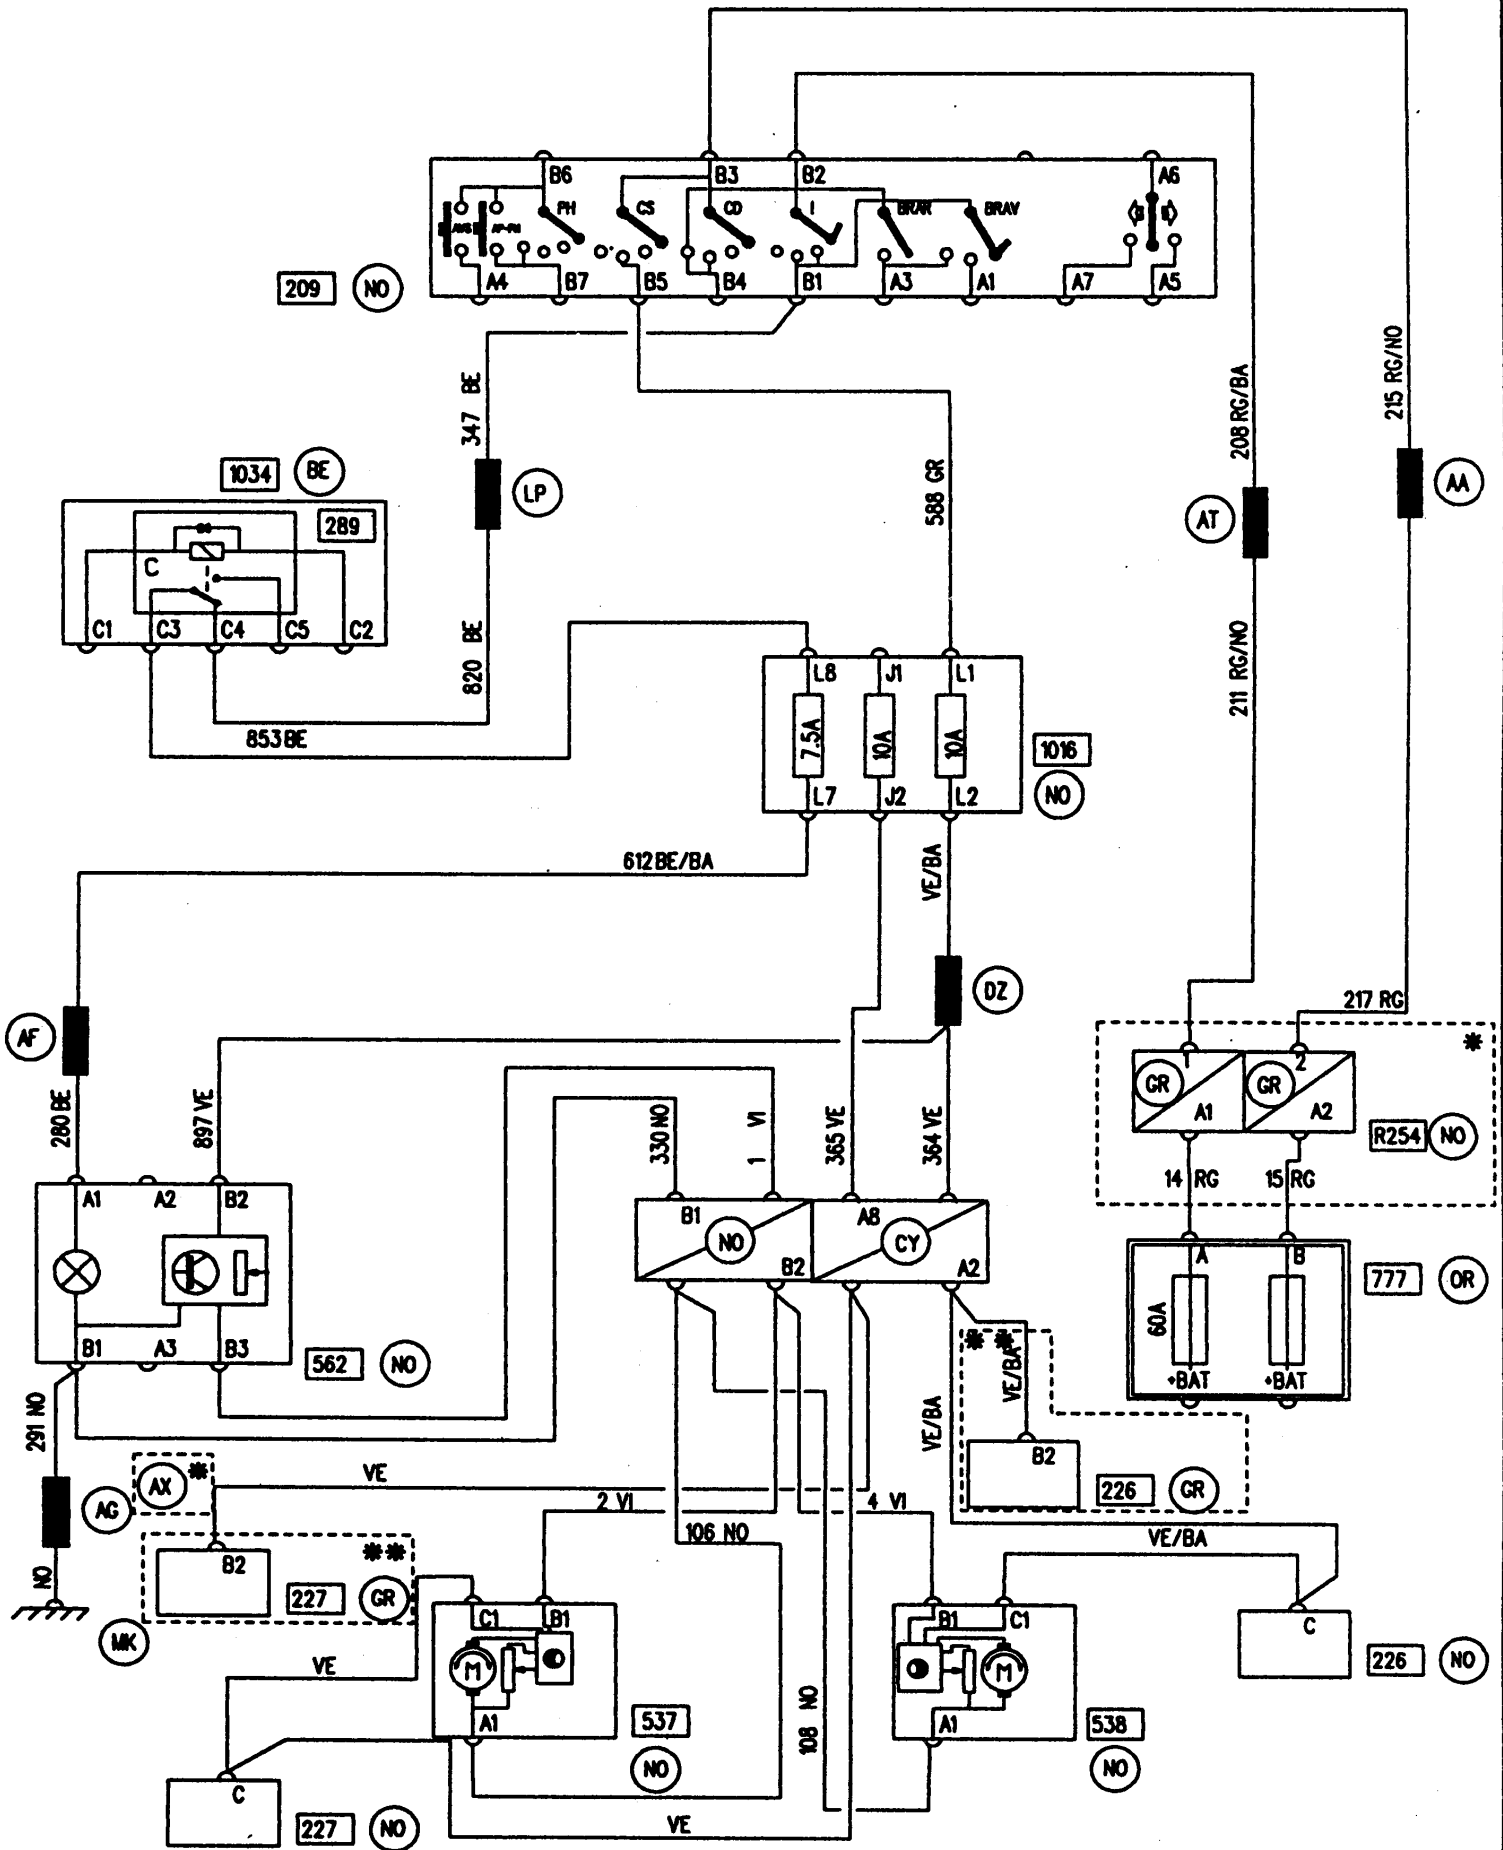 B6 B3 B2 A6
PH CS CD I BRAR BRAV
AVS AP-PH
A4 B7 B5 B4 B1 A3 A1 A7 A5
209 NO
347 BE
LP
820 BE
588 GR
208 RG/BA
AT
211 RG/NO
215 RG/NO
AA
217 RG
1034 BE
289
C
C1 C3 C4 C5 C2
853 BE
L8 J1 L1
7.5A 10A 10A
L7 J2 L2
1016
NO
612 BE/BA
VE/BA
DZ
AF
280 BE
897 VE
330 NO
1 VI
365 VE
364 VE
*
1 2
GR GR
A1 A2
R254 NO
14 RG
15 RG
A B
60A
+BAT +BAT
777 OR
A1 A2 B2
B1 A3 B3
562 NO
B1 A8
NO CY
B2 A2
291 NO
AG
NO
MK
AX *
VE
2 VI
4 VI
106 NO
108 NO
VE/BA
* *
VE/BA
B2
226 GR
VE/BA
B2
**
227 GR
VE
C1 B1
M
A1
537
NO
B1 C1
M
A1
538
NO
C
226 NO
C
227 NO
VE